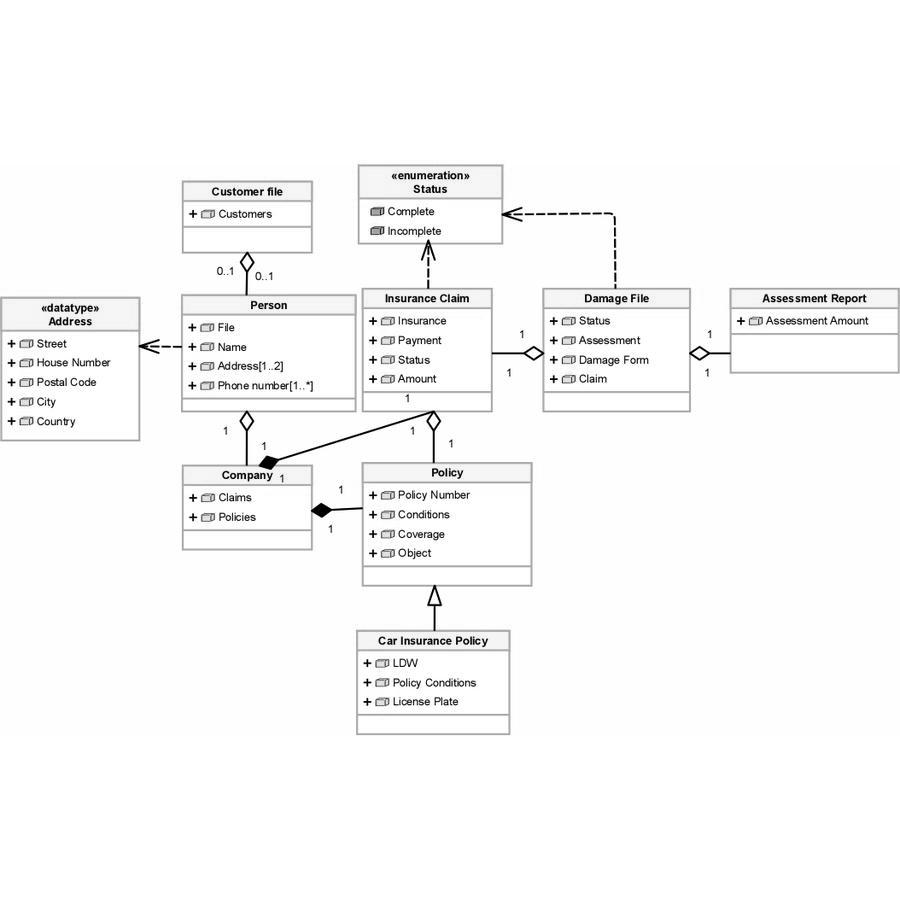 «enumeration»
Status
Complete
Incomplete
Customer file
+ Customers
0..1
0..1
«datatype»
Address
+ Street
+ House Number
+ Postal Code
+ City
+ Country
Person
+ File
+ Name
+ Address[1..2]
+ Phone number[1..*]
Insurance Claim
+ Insurance
+ Payment
+ Status
+ Amount
1
1
Damage File
+ Status
+ Assessment
+ Damage Form
+ Claim
1
1
Assessment Report
+ Assessment Amount
1
1
1
1
1
1
Company
1
+ Claims
+ Policies
1
1
Policy
+ Policy Number
+ Conditions
+ Coverage
+ Object
Car Insurance Policy
+ LDW
+ Policy Conditions
+ License Plate